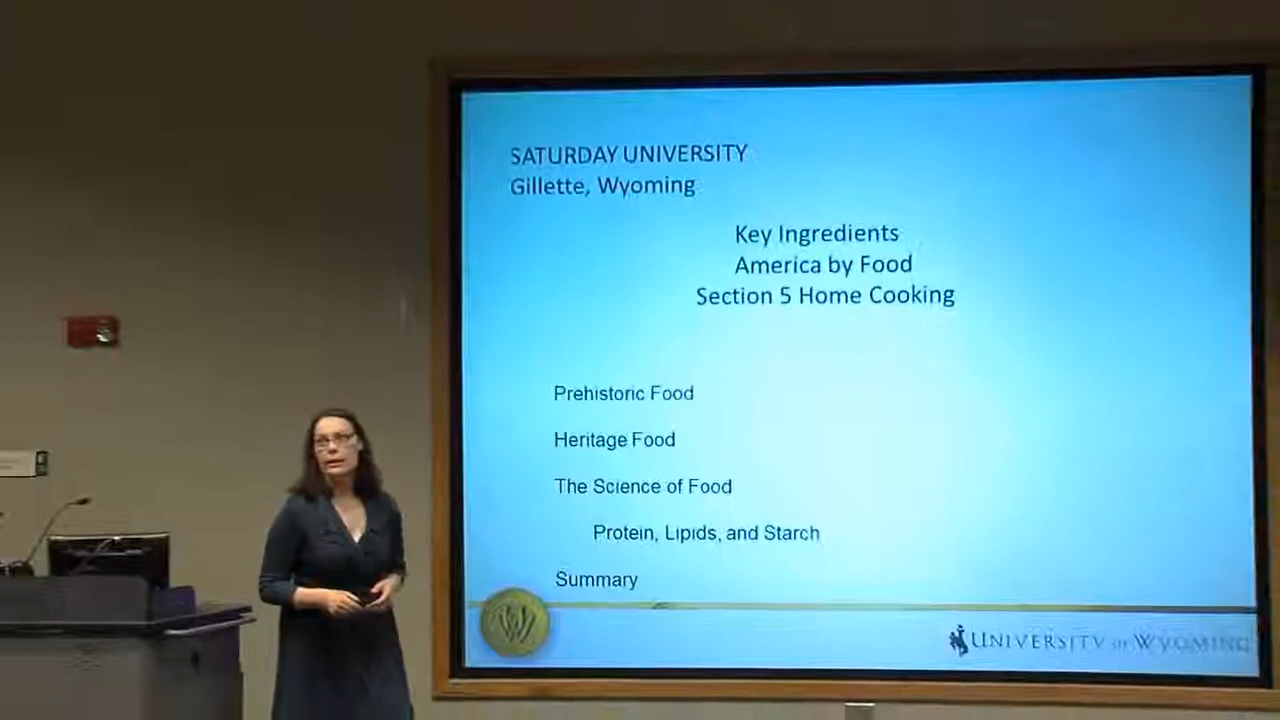 SATURDAY UNIVERSITY
Gillette, Wyoming
Key Ingredients
America by Food
Section 5 Home Cooking
Prehistoric Food
Heritage Food
The Science of Food
Protein, Lipids, and Starch
Summary
W
UNIVERSITY OF WYOMING